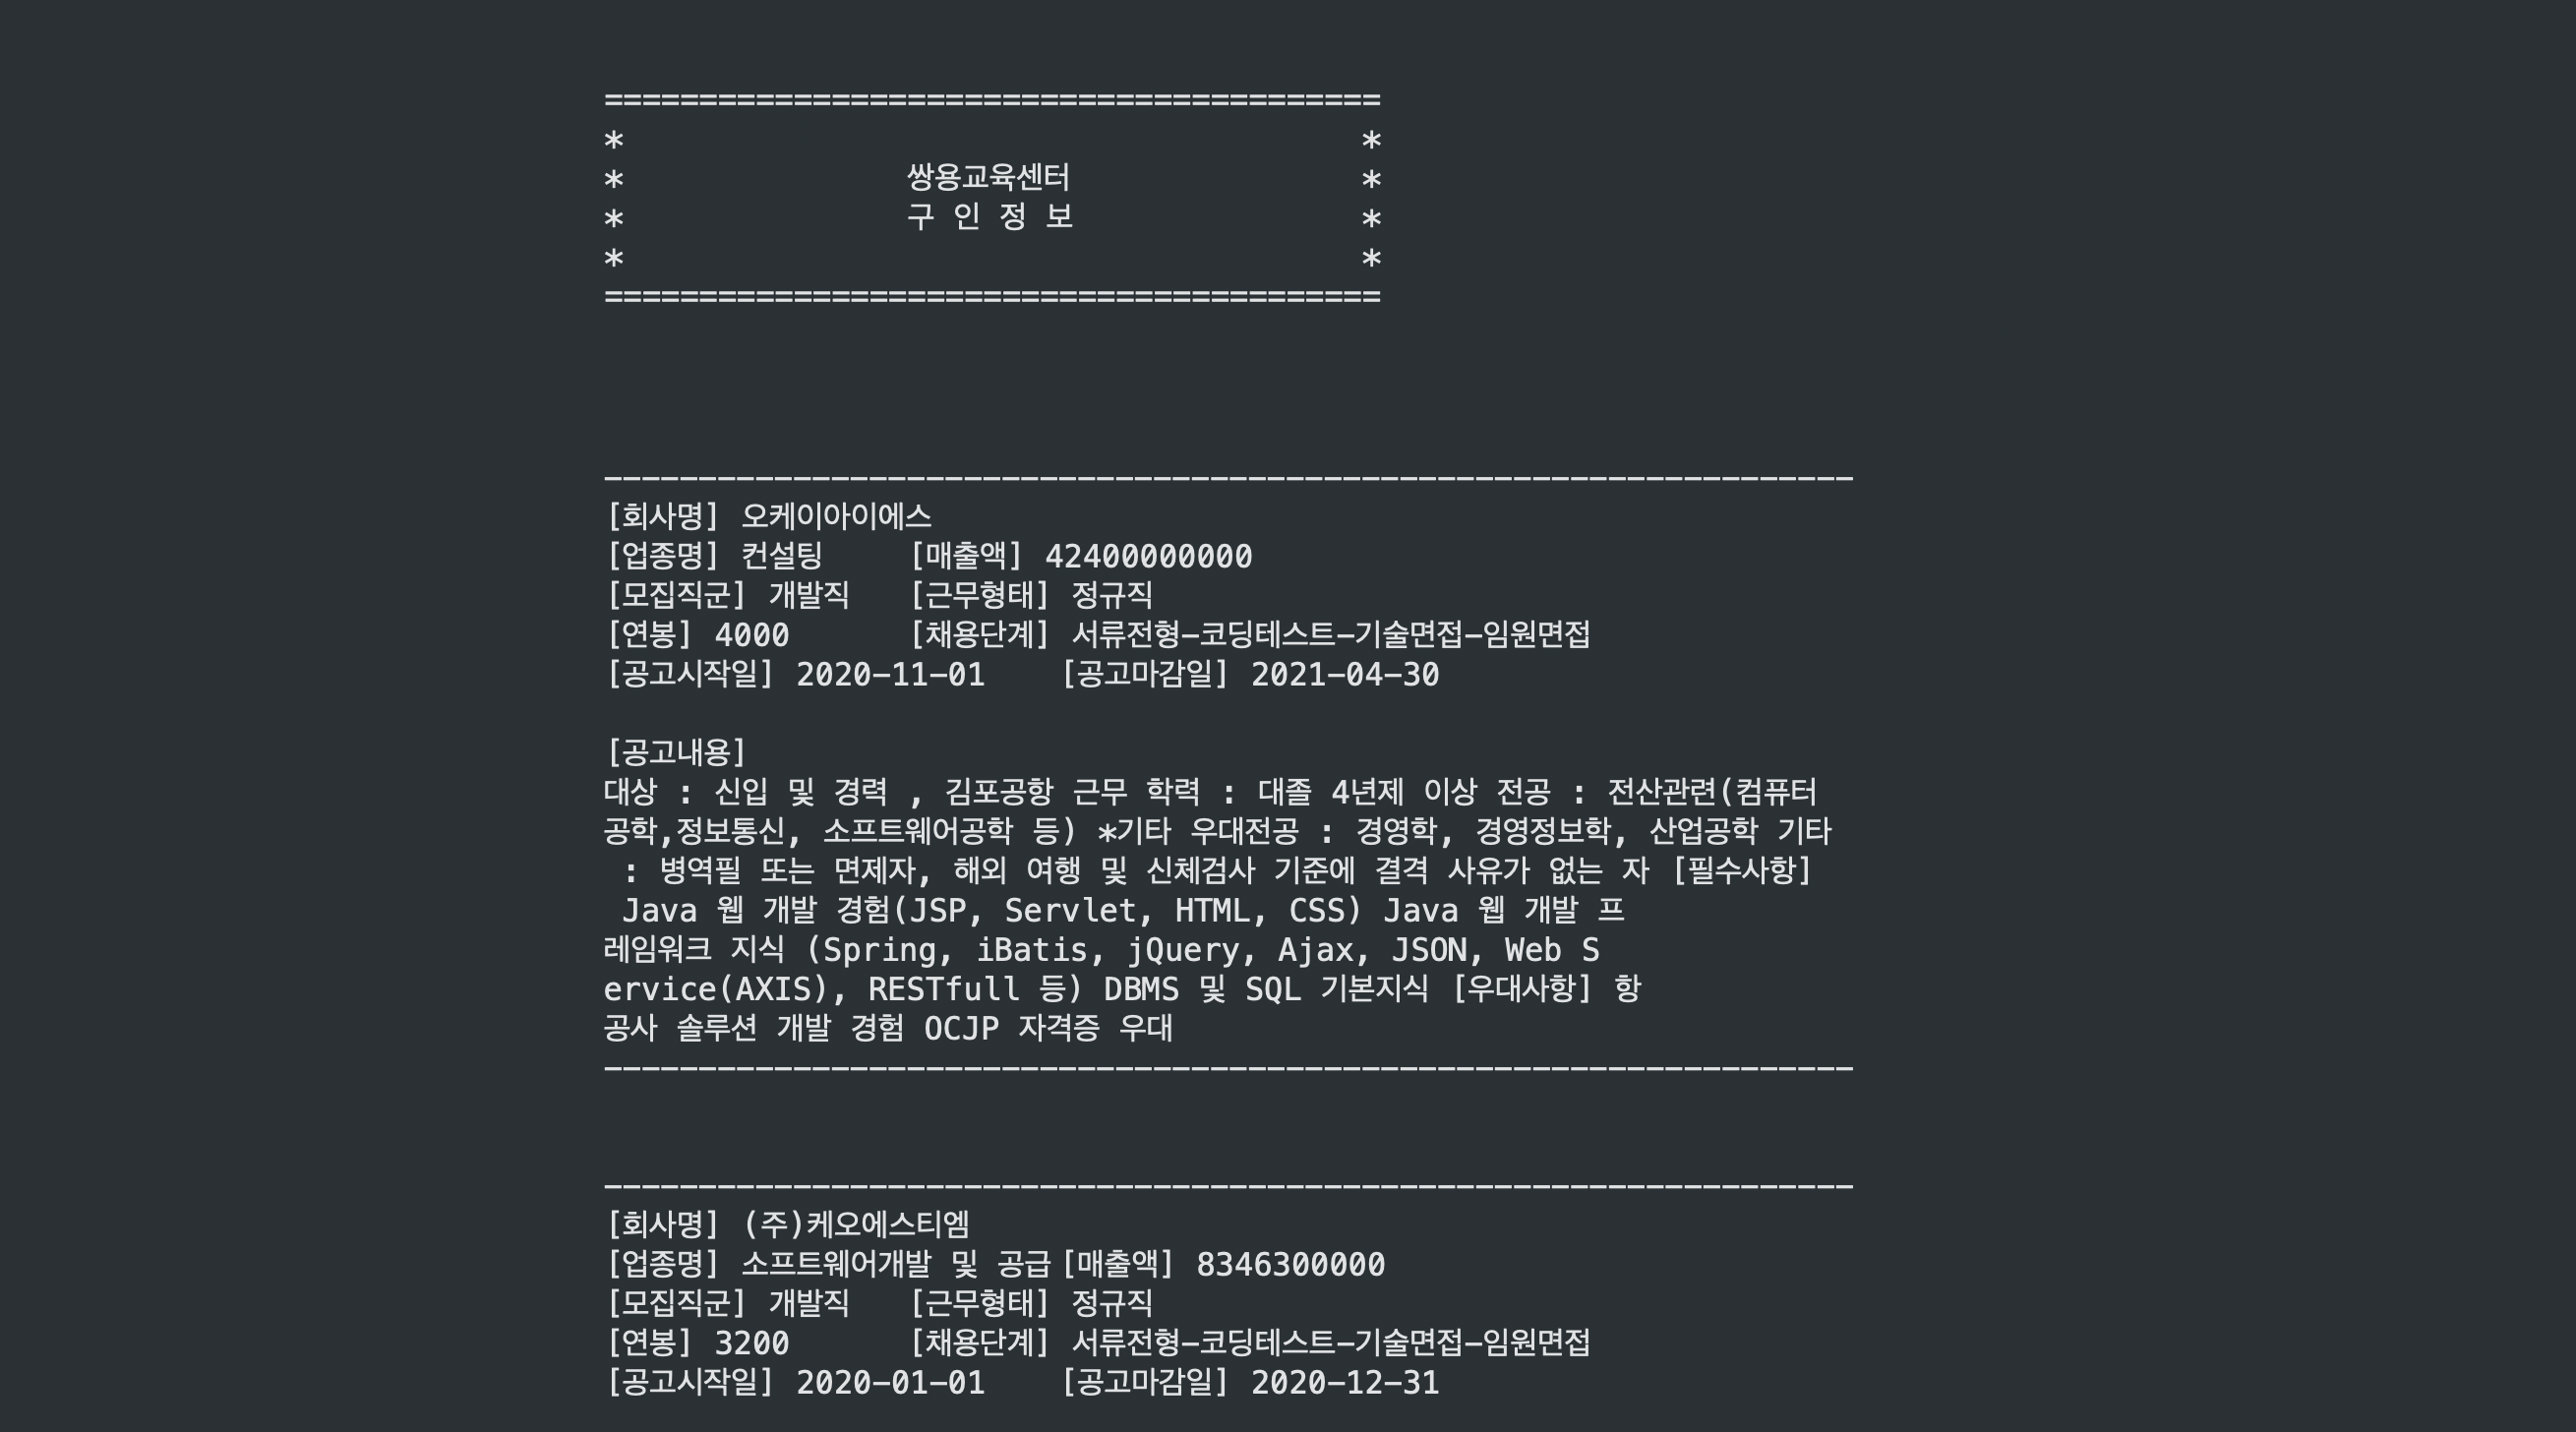 =========================================
* *
* 쌍용교육센터 *
* 구 인 정 보 *
* *
=========================================
------------------------------------------------------------------
[회사명] 오케이아이에스
[업종명] 컨설팅 [매출액] 42400000000
[모집직군] 개발직 [근무형태] 정규직
[연봉] 4000 [채용단계] 서류전형-코딩테스트-기술면접-임원면접
[공고시작일] 2020-11-01 [공고마감일] 2021-04-30
[공고내용]
대상 : 신입 및 경력 , 김포공항 근무 학력 : 대졸 4년제 이상 전공 : 전산관련(컴퓨터
공학,정보통신, 소프트웨어공학 등) *기타 우대전공 : 경영학, 경영정보학, 산업공학 기타
: 병역필 또는 면제자, 해외 여행 및 신체검사 기준에 결격 사유가 없는 자 [필수사항]
Java 웹 개발 경험(JSP, Servlet, HTML, CSS) Java 웹 개발 프
레임워크 지식 (Spring, iBatis, jQuery, Ajax, JSON, Web S
ervice(AXIS), RESTfull 등) DBMS 및 SQL 기본지식 [우대사항] 항
공사 솔루션 개발 경험 OCJP 자격증 우대
------------------------------------------------------------------
------------------------------------------------------------------
[회사명] (주)케오에스티엠
[업종명] 소프트웨어개발 및 공급 [매출액] 8346300000
[모집직군] 개발직 [근무형태] 정규직
[연봉] 3200 [채용단계] 서류전형-코딩테스트-기술면접-임원면접
[공고시작일] 2020-01-01 [공고마감일] 2020-12-31